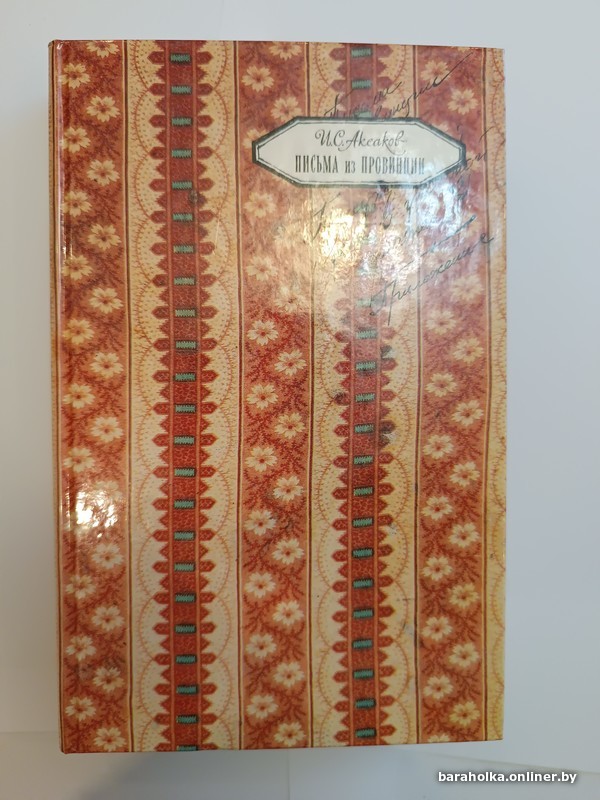 И.С. Аксаков
ПИСЬМА ИЗ ПРОВИНЦИИ
baraholka.onliner.by